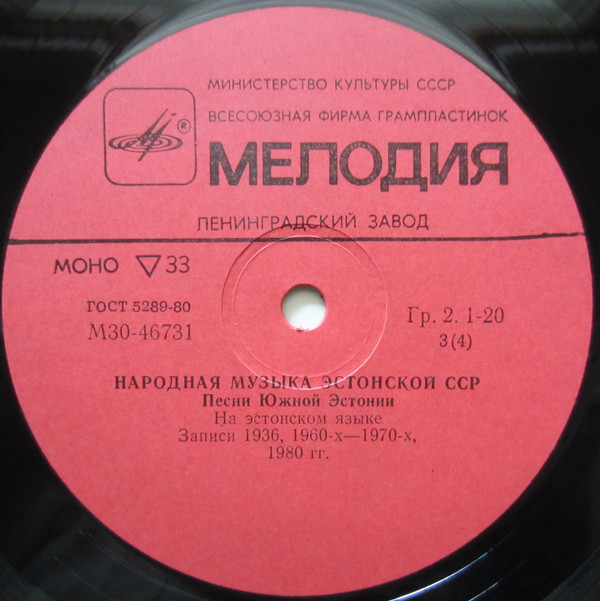 МИНИСТЕРСТВО КУЛЬТУРЫ СССР
ВСЕСОЮЗНАЯ ФИРМА ГРАМПЛАСТИНОК
®
МЕЛОДИЯ
ЛЕНИНГРАДСКИЙ ЗАВОД
МОНО ▽ 33
ГОСТ 5289-80
М30-46731
Гр. 2. 1-20
3(4)
НАРОДНАЯ МУЗЫКА ЭСТОНСКОЙ ССР
Песни Южной Эстонии
На эстонском языке
Записи 1936, 1960-х—1970-х,
1980 гг.